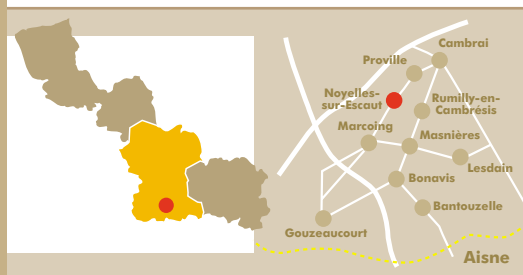 Cambrai
Proville
Noyelles-
sur-Escaut
Rumilly-en-
Cambrésis
Marcoing
Masnières
Lesdain
Bonavis
Bantouzelle
Gouzeaucourt
Aisne